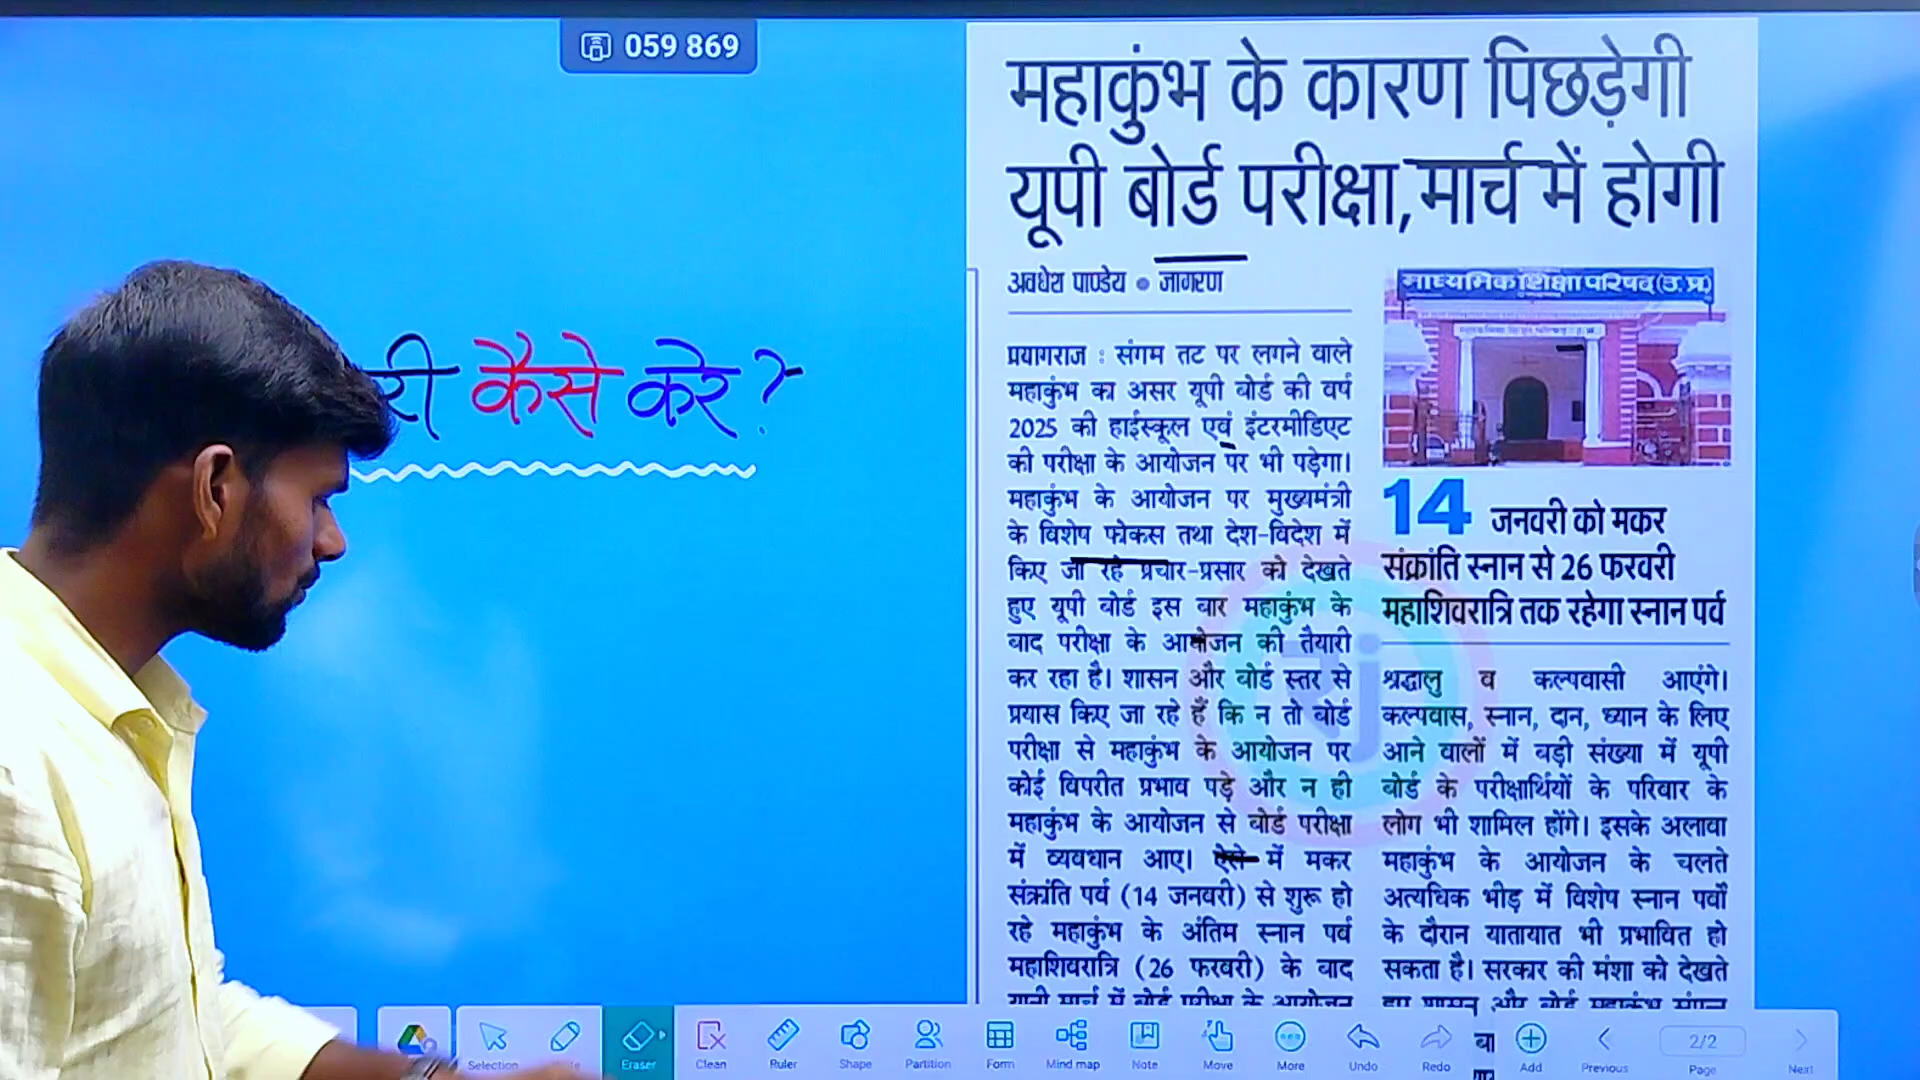 059 869
री कैसे करे ?
महाकुंभ के कारण पिछड़ेगी
यूपी बोर्ड परीक्षा, मार्च में होगी
अवधेश पाण्डेय • जागरण
प्रयागराज : संगम तट पर लगने वाले
महाकुंभ का असर यूपी बोर्ड की वर्ष
2025 की हाईस्कूल एवं इंटरमीडिएट
की परीक्षा के आयोजन पर भी पड़ेगा।
महाकुंभ के आयोजन पर मुख्यमंत्री
के विशेष फोकस तथा देश-विदेश में
किए जा रहे प्रचार-प्रसार को देखते
हुए यूपी बोर्ड इस बार महाकुंभ के
बाद परीक्षा के आयोजन की तैयारी
कर रहा है। शासन और बोर्ड स्तर से
प्रयास किए जा रहे हैं कि न तो बोर्ड
परीक्षा से महाकुंभ के आयोजन पर
कोई विपरीत प्रभाव पड़े और न ही
महाकुंभ के आयोजन से बोर्ड परीक्षा
में व्यवधान आए। ऐसे में मकर
संक्रांति पर्व (14 जनवरी) से शुरू हो
रहे महाकुंभ के अंतिम स्नान पर्व
महाशिवरात्रि (26 फरवरी) के बाद
यानी मार्च में बोर्ड परीक्षा के आयोजन
माध्यमिक शिक्षा परिषद् (उ.प्र.)
14 जनवरी को मकर
संक्रांति स्नान से 26 फरवरी
महाशिवरात्रि तक रहेगा स्नान पर्व
श्रद्धालु व कल्पवासी आएंगे।
कल्पवास, स्नान, दान, ध्यान के लिए
आने वालों में बड़ी संख्या में यूपी
बोर्ड के परीक्षार्थियों के परिवार के
लोग भी शामिल होंगे। इसके अलावा
महाकुंभ के आयोजन के चलते
अत्यधिक भीड़ में विशेष स्नान पर्वों
के दौरान यातायात भी प्रभावित हो
सकता है। सरकार की मंशा को देखते
हुए शासन और बोर्ड महाकुंभ संपन्न
Selection Eraser Clean Ruler Shape Partition Form Mind map Note Move More Undo Redo Add Previous 2/2 Page Next